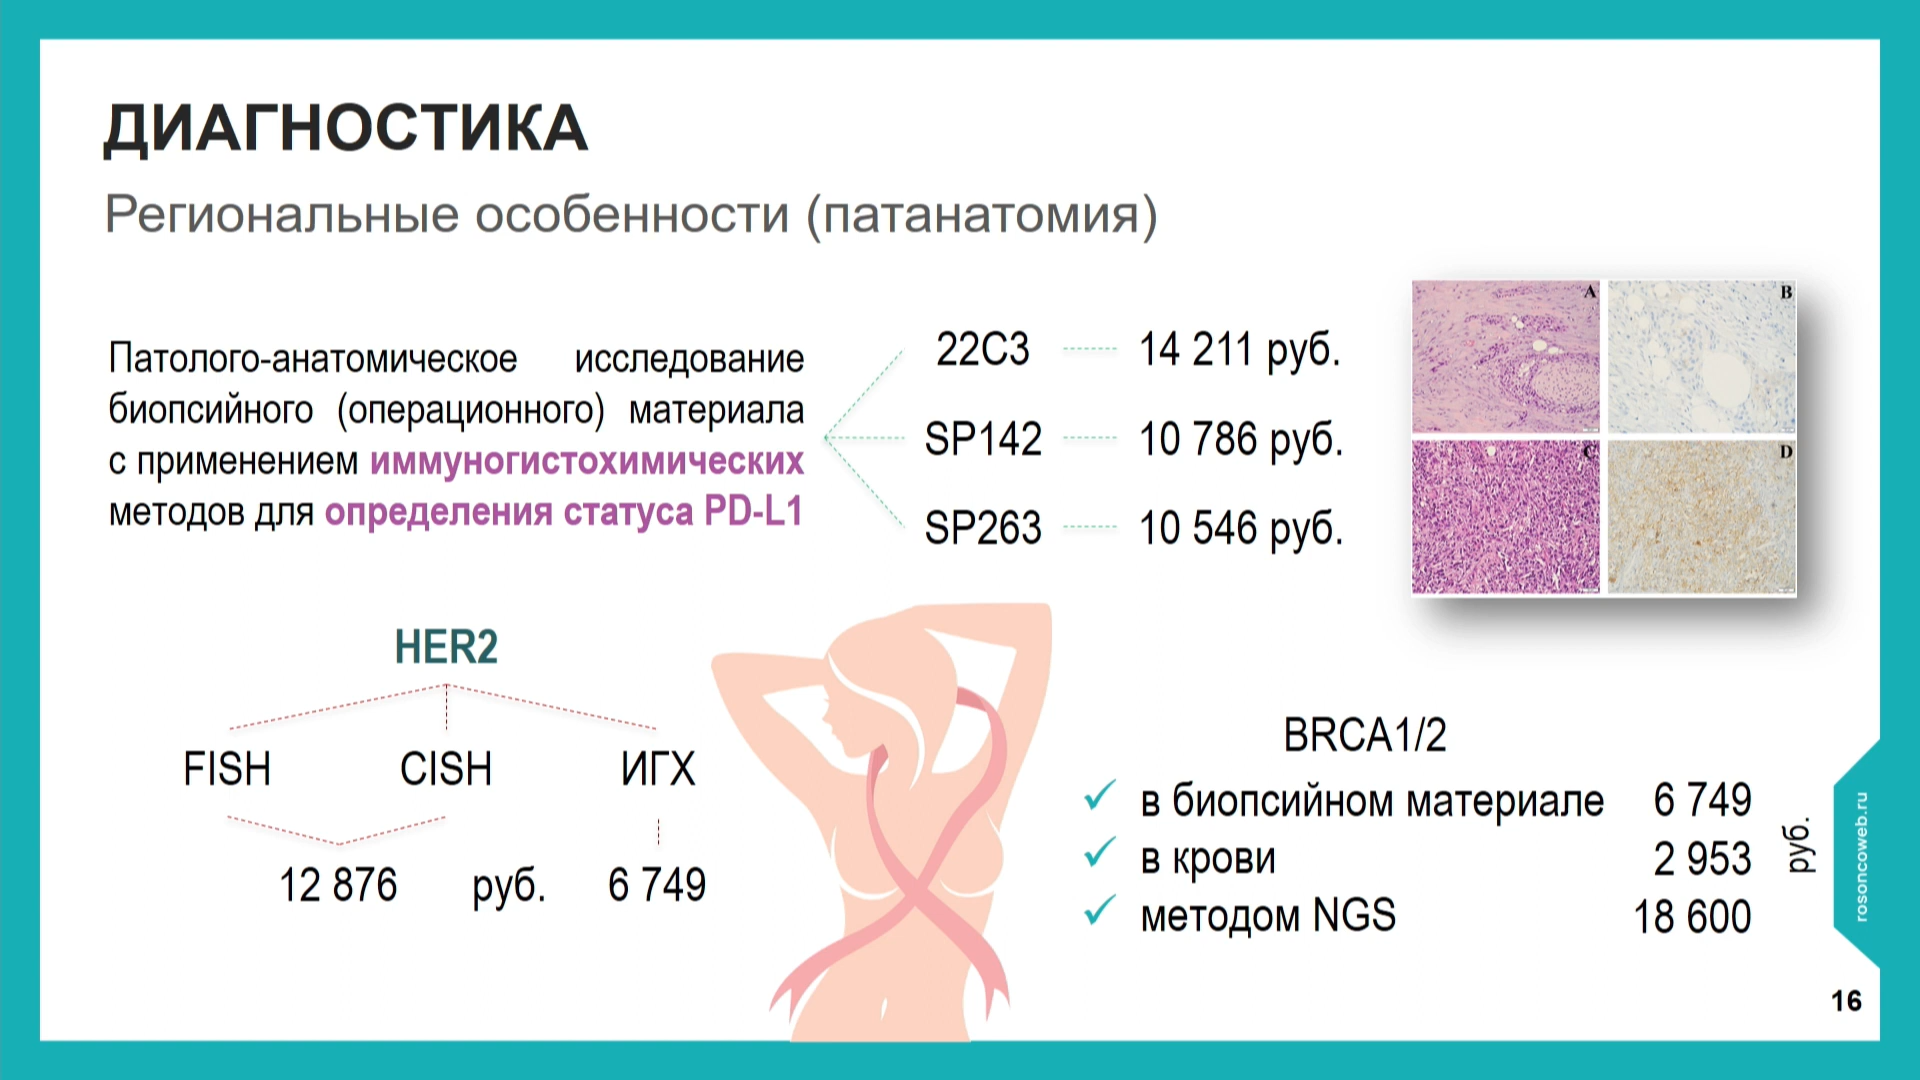 ДИАГНОСТИКА
Региональные особенности (патанатомия)
Патолого-анатомическое исследование
биопсийного (операционного) материала
с применением иммуногистохимических
методов для определения статуса PD-L1
22C3 14 211 руб.
SP142 10 786 руб.
SP263 10 546 руб.
A
B
C
D
HER2
FISH CISH ИГХ
12 876 руб. 6 749
BRCA1/2
в биопсийном материале 6 749
в крови 2 953
методом NGS 18 600
руб.
rosoncoweb.ru
16